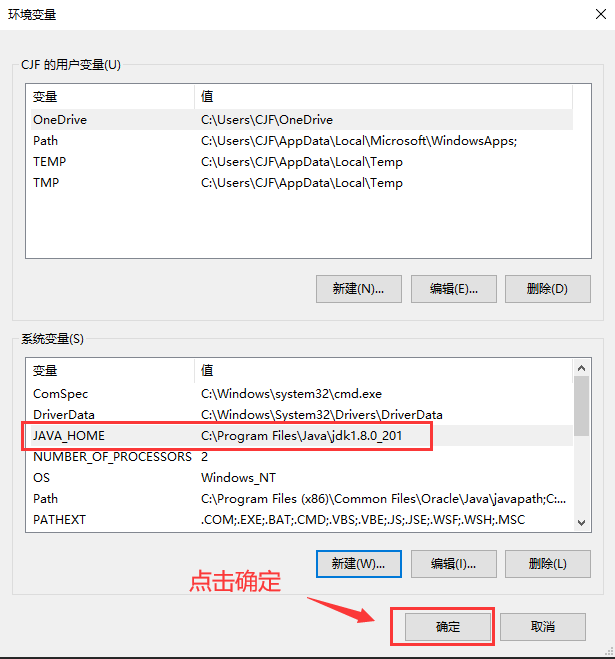 环境变量
CJF 的用户变量(U)
变量 值
OneDrive C:\Users\CJF\OneDrive
Path C:\Users\CJF\AppData\Local\Microsoft\WindowsApps;
TEMP C:\Users\CJF\AppData\Local\Temp
TMP C:\Users\CJF\AppData\Local\Temp
新建(N)... 编辑(E)... 删除(D)
系统变量(S)
变量 值
ComSpec C:\Windows\system32\cmd.exe
DriverData C:\Windows\System32\Drivers\DriverData
JAVA_HOME C:\Program Files\Java\jdk1.8.0_201
NUMBER_OF_PROCESSORS 2
OS Windows_NT
Path C:\Program Files (x86)\Common Files\Oracle\Java\javapath;C:...
PATHEXT .COM;.EXE;.BAT;.CMD;.VBS;.VBE;.JS;.JSE;.WSF;.WSH;.MSC
新建(W)... 编辑(I)... 删除(L)
点击确定
确定 取消